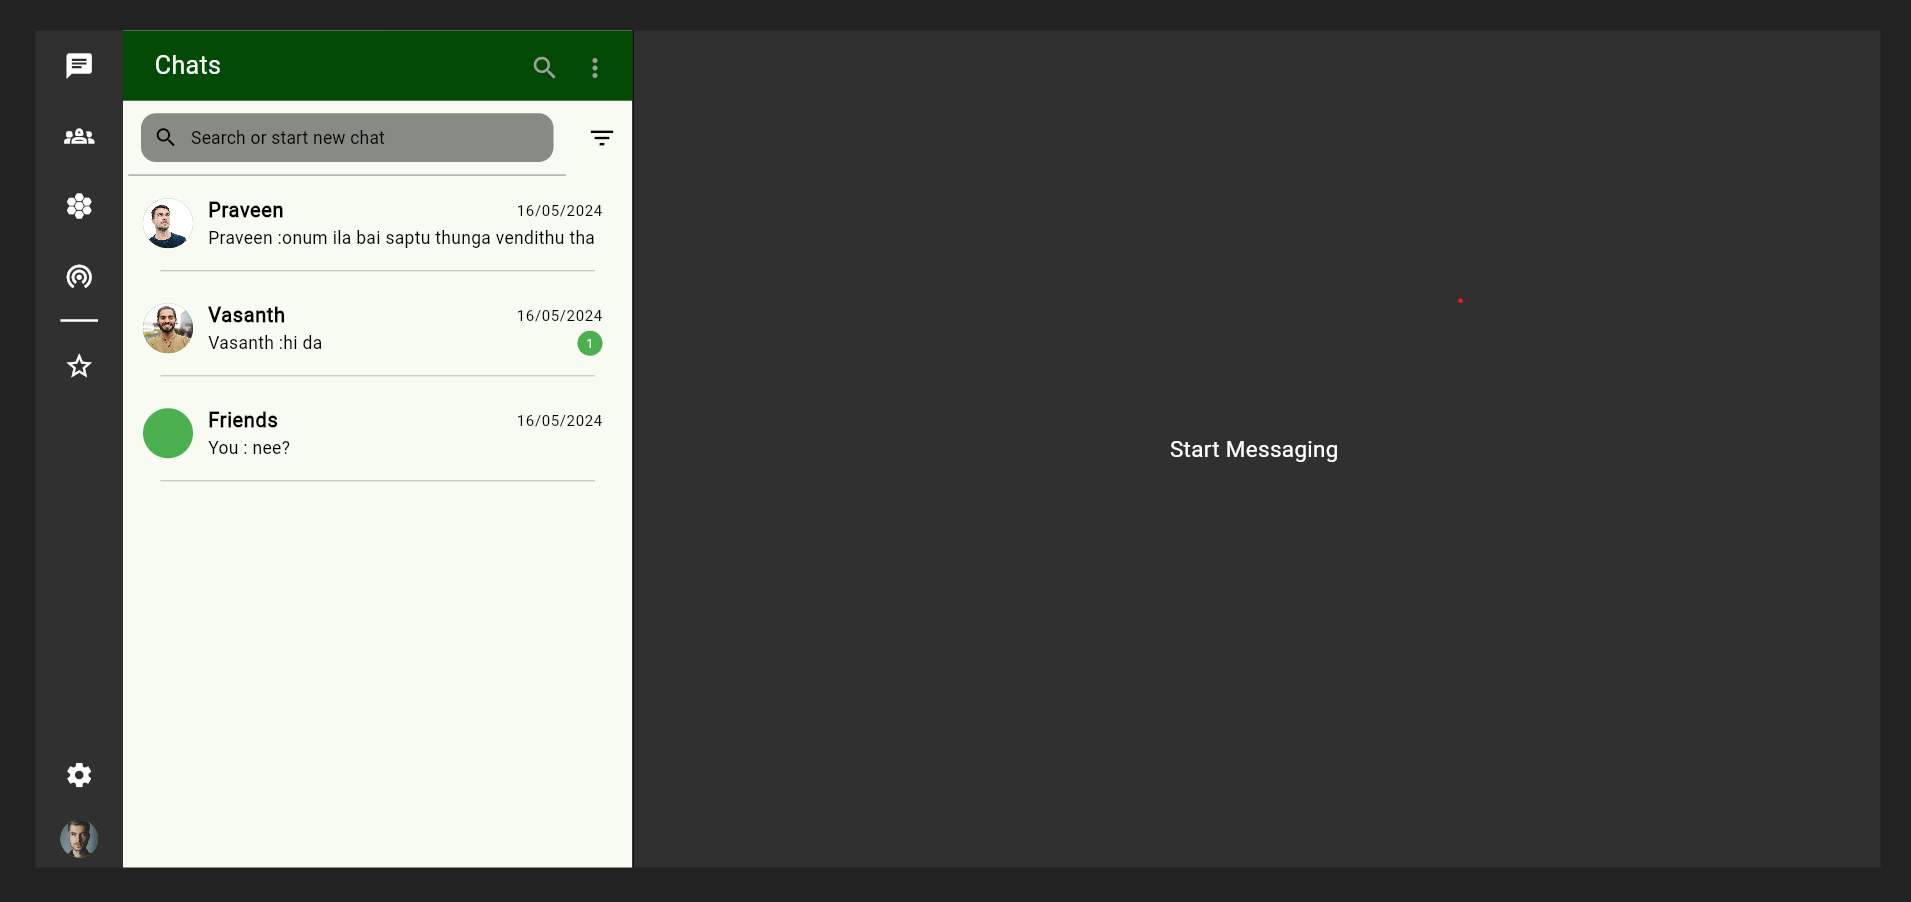 Chats
Search or start new chat
Praveen 16/05/2024
Praveen :onum ila bai saptu thunga vendithu tha
Vasanth 16/05/2024
Vasanth :hi da 1
Friends 16/05/2024
You : nee?
Start Messaging